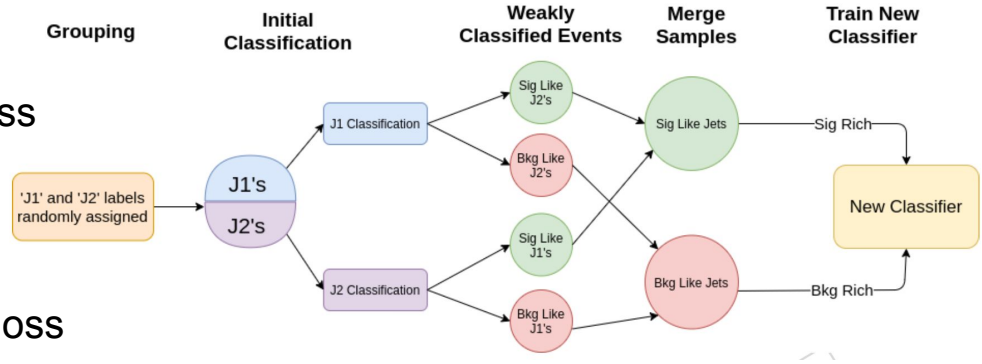 Grouping
Initial
Classification
Weakly
Classified Events
Merge
Samples
Train New
Classifier
ss
oss
'J1' and 'J2' labels
randomly assigned
J1's
J2's
J1 Classification
J2 Classification
Sig Like
J2's
Bkg Like
J2's
Sig Like
J1's
Bkg Like
J1's
Sig Like Jets
Bkg Like Jets
Sig Rich
Bkg Rich
New Classifier